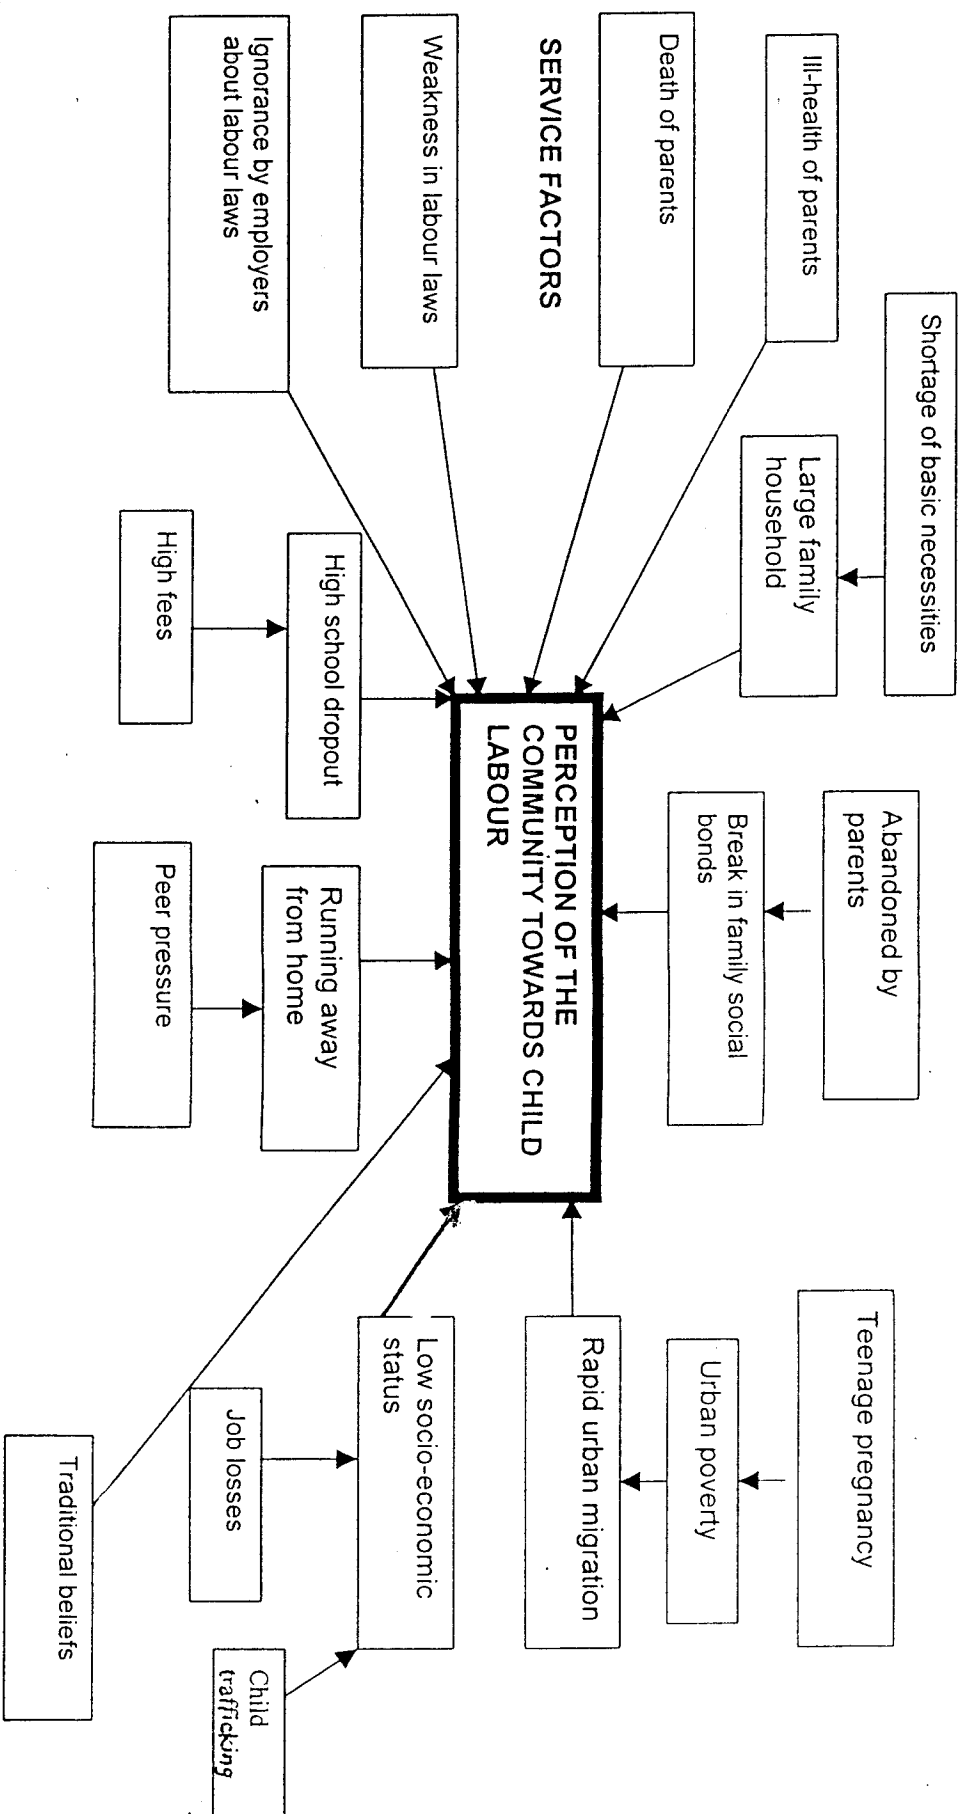 Shortage of basic necessities
Abandoned by
parents
Teenage pregnancy
Ill-health of parents
Large family
household
Break in family social
bonds
Urban poverty
Death of parents
Rapid urban migration
SERVICE FACTORS
PERCEPTION OF THE
COMMUNITY TOWARDS CHILD
LABOUR
Weakness in labour laws
Low socio-economic
status
High school dropout
Running away
from home
Job losses
Child
trafficking
Ignorance by employers
about labour laws
High fees
Peer pressure
Traditional beliefs